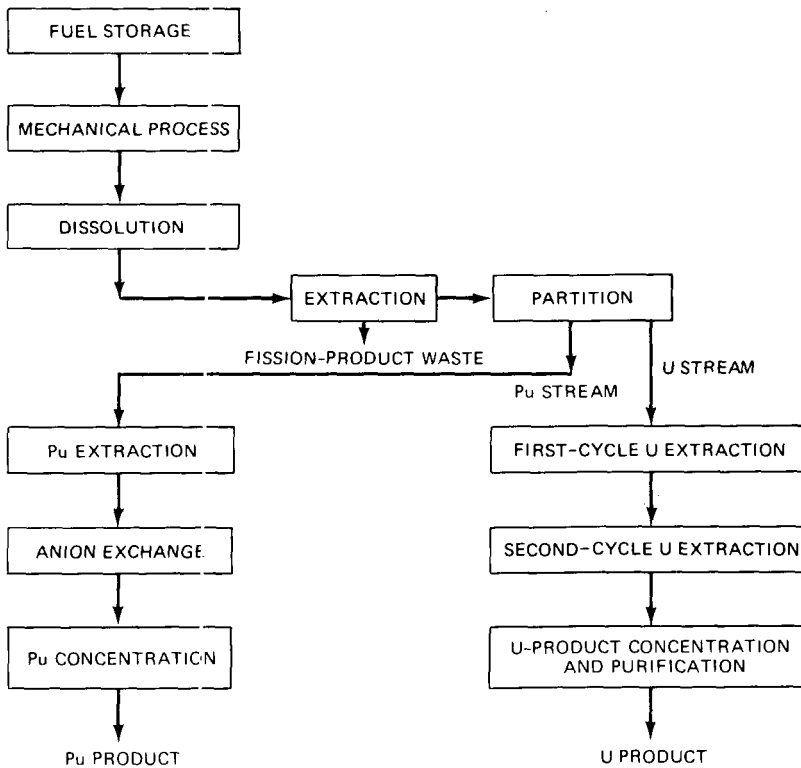 FUEL STORAGE
MECHANICAL PROCESS
DISSOLUTION
EXTRACTION
PARTITION
FISSION-PRODUCT WASTE
Pu STREAM
U STREAM
Pu EXTRACTION
FIRST-CYCLE U EXTRACTION
ANION EXCHANGE
SECOND-CYCLE U EXTRACTION
Pu CONCENTRATION
U-PRODUCT CONCENTRATION
AND PURIFICATION
Pu PRODUCT
U PRODUCT